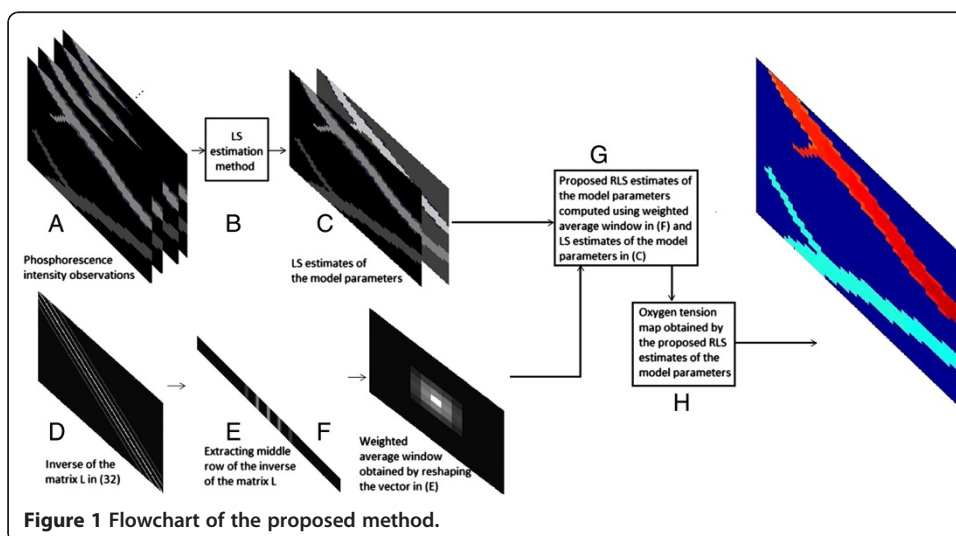 A
Phosphorescence
intensity observations
B
LS
estimation
method
C
LS estimates of
the model parameters
D
Inverse of the
matrix L in (32)
E
Extracting middle
row of the inverse
of the matrix L
F
Weighted
average window
obtained by reshaping
the vector in (E)
G
Proposed RLS estimates of
the model parameters
computed using weighted
average window in (F) and
LS estimates of the model
parameters in (C)
Oxygen tension
map obtained by
the proposed RLS
estimates of the
model parameters
H
Figure 1 Flowchart of the proposed method.